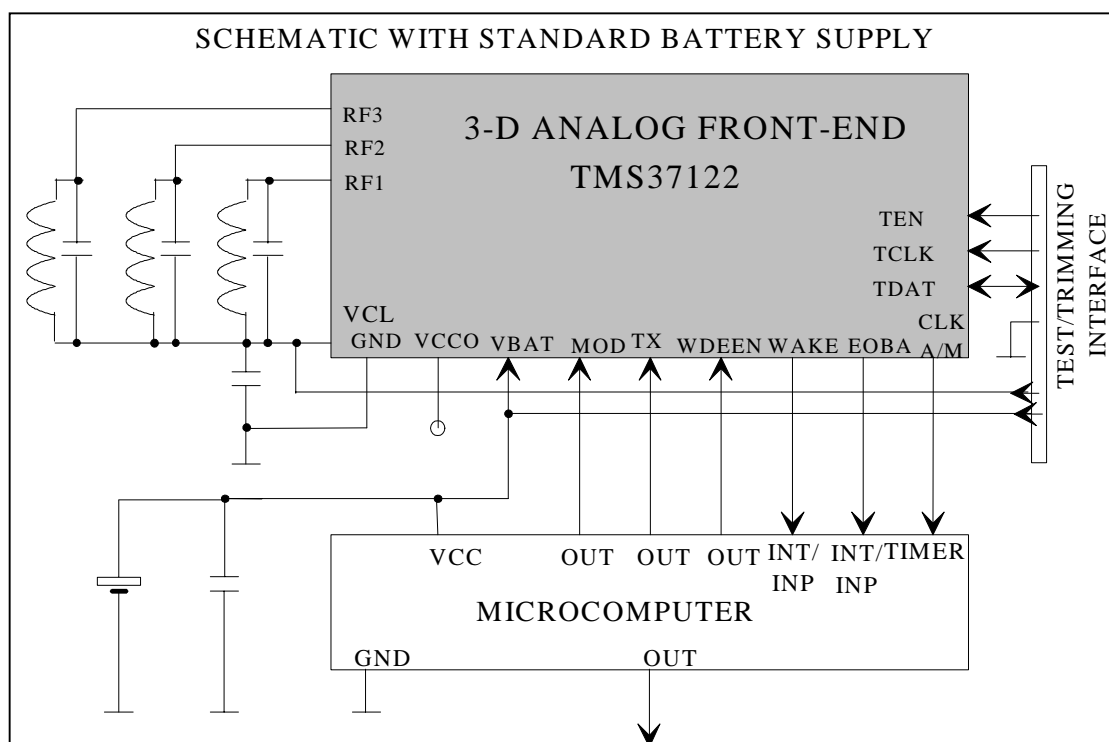 SCHEMATIC WITH STANDARD BATTERY SUPPLY
RF3
3-D ANALOG FRONT-END
RF2
TMS37122
RF1
TEN
TCLK
TDAT
TEST/TRIMMING
INTERFACE
VCL
CLK
GND VCCO VBAT MOD TX WDEEN WAKE EOBA A/M
VCC OUT OUT OUT INT/ INT/TIMER
INP INP
MICROCOMPUTER
GND OUT